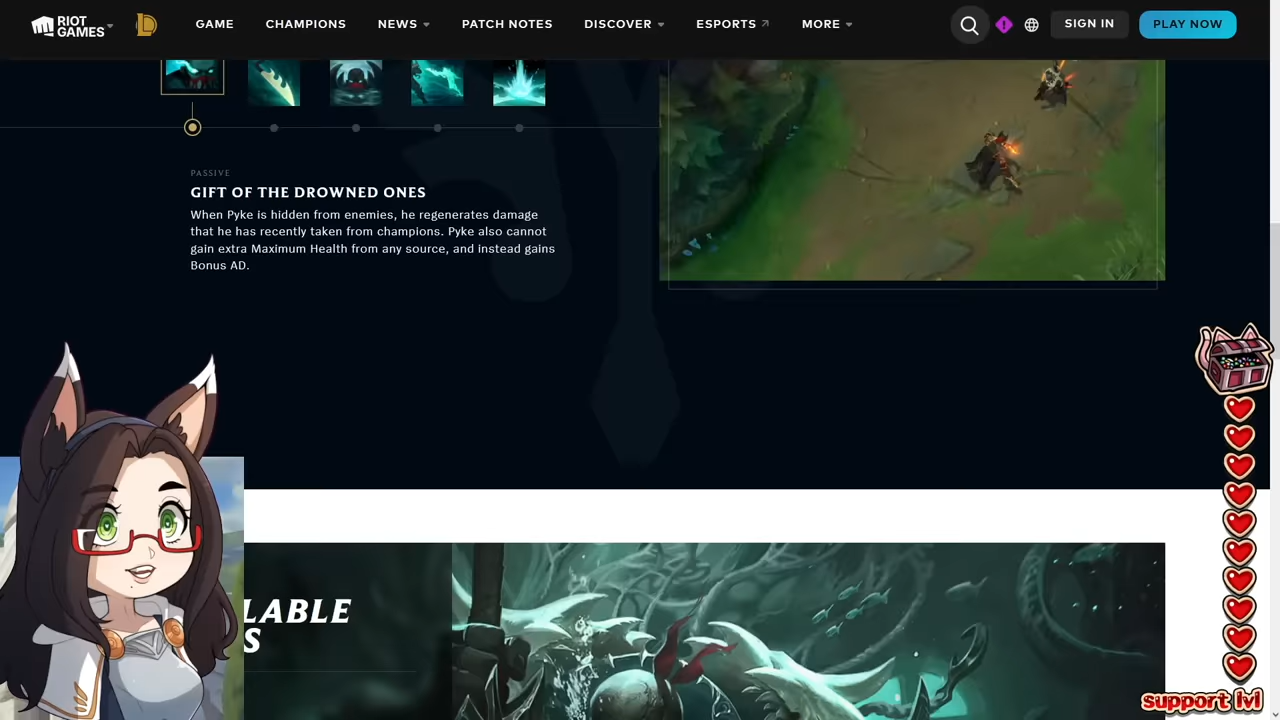 RIOT GAMES
GAME
CHAMPIONS
NEWS
PATCH NOTES
DISCOVER
ESPORTS
MORE
SIGN IN
PLAY NOW
PASSIVE
GIFT OF THE DROWNED ONES
When Pyke is hidden from enemies, he regenerates damage
that he has recently taken from champions. Pyke also cannot
gain extra Maximum Health from any source, and instead gains
Bonus AD.
LABLE
S
support lvl